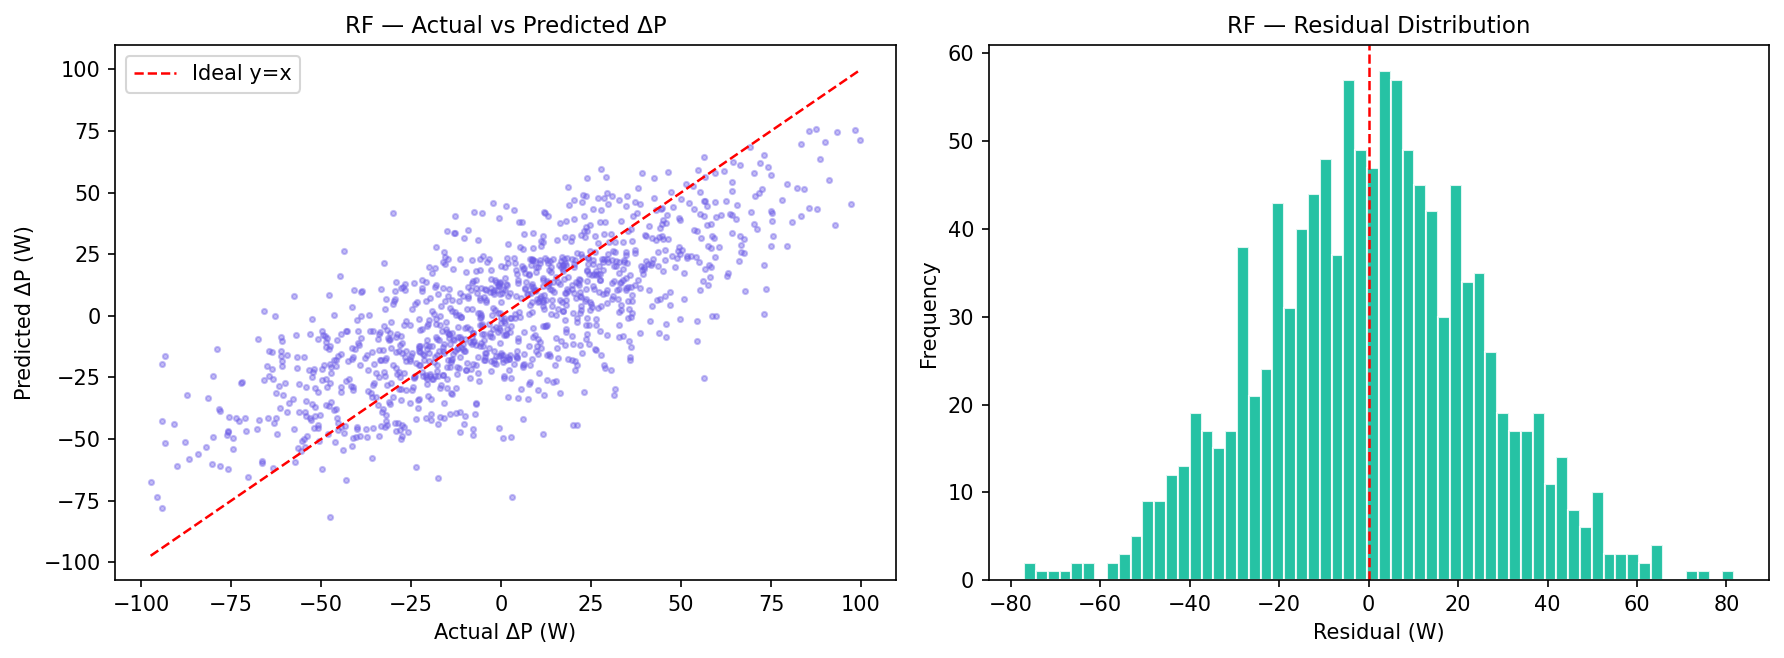 RF — Actual vs Predicted ΔP
Ideal y=x
100
75
50
25
0
−25
−50
−75
−100
Predicted ΔP (W)
−100 −75 −50 −25 0 25 50 75 100
Actual ΔP (W)
RF — Residual Distribution
60
50
40
30
20
10
0
Frequency
−80 −60 −40 −20 0 20 40 60 80
Residual (W)